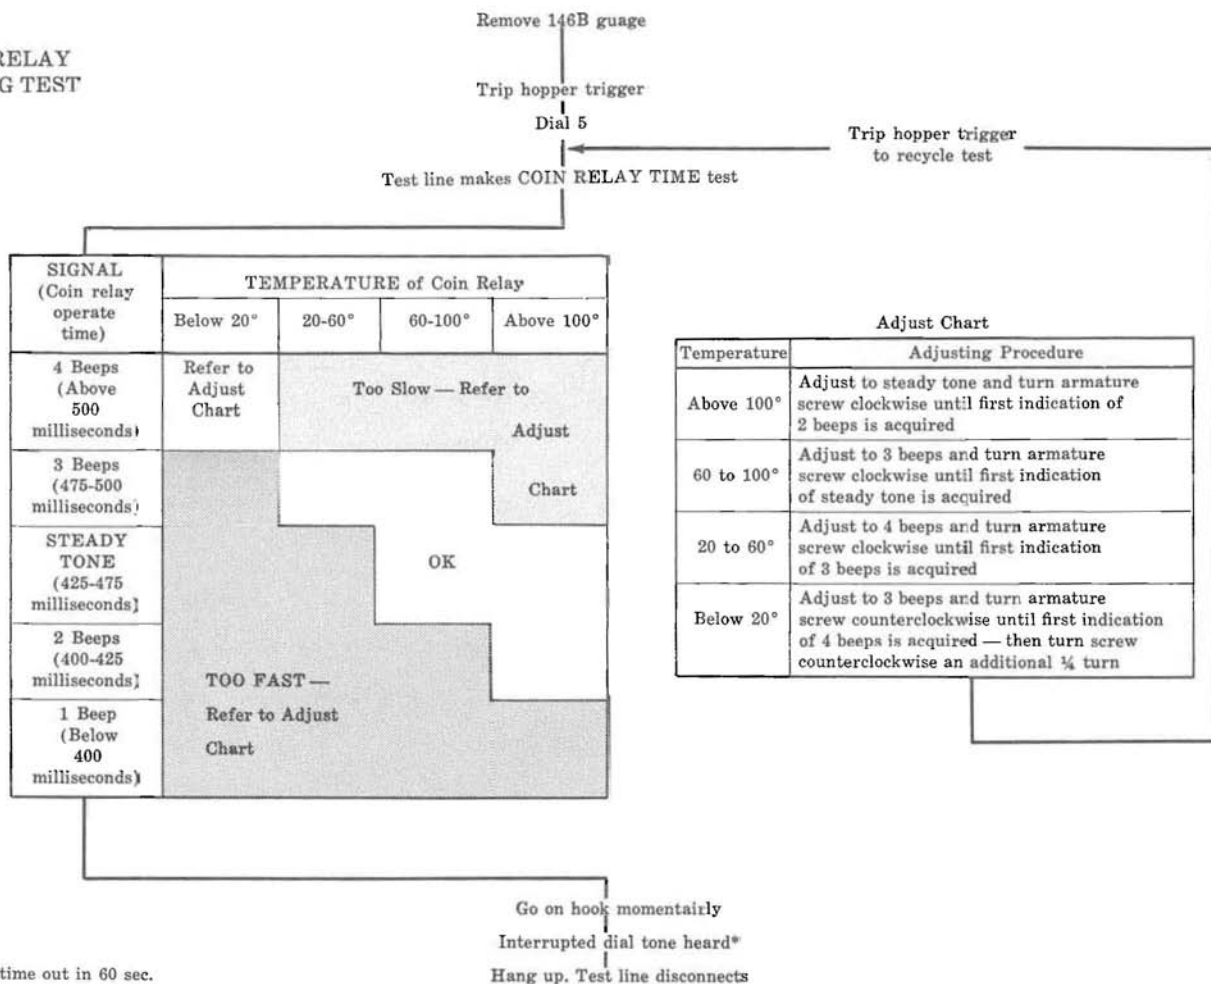 Remove 146B guage
RELAY
G TEST
Trip hopper trigger
Dial 5
Trip hopper trigger
to recycle test
Test line makes COIN RELAY TIME test
SIGNAL
(Coin relay
operate
time)
TEMPERATURE of Coin Relay
Below 20°
20-60°
60-100°
Above 100°
4 Beeps
(Above
500
milliseconds)
Refer to
Adjust
Chart
Too Slow — Refer to
Adjust
Chart
3 Beeps
(475-500
milliseconds)
STEADY
TONE
(425-475
milliseconds)
OK
2 Beeps
(400-425
milliseconds)
TOO FAST —
Refer to Adjust
Chart
1 Beep
(Below
400
milliseconds)
Adjust Chart
Temperature
Adjusting Procedure
Above 100°
Adjust to steady tone and turn armature
screw clockwise until first indication of
2 beeps is acquired
60 to 100°
Adjust to 3 beeps and turn armature
screw clockwise until first indication
of steady tone is acquired
20 to 60°
Adjust to 4 beeps and turn armature
screw clockwise until first indication
of 3 beeps is acquired
Below 20°
Adjust to 3 beeps and turn armature
screw counterclockwise until first indication
of 4 beeps is acquired — then turn screw
counterclockwise an additional ¼ turn
Go on hook momentairly
Interrupted dial tone heard*
Hang up. Test line disconnects
time out in 60 sec.